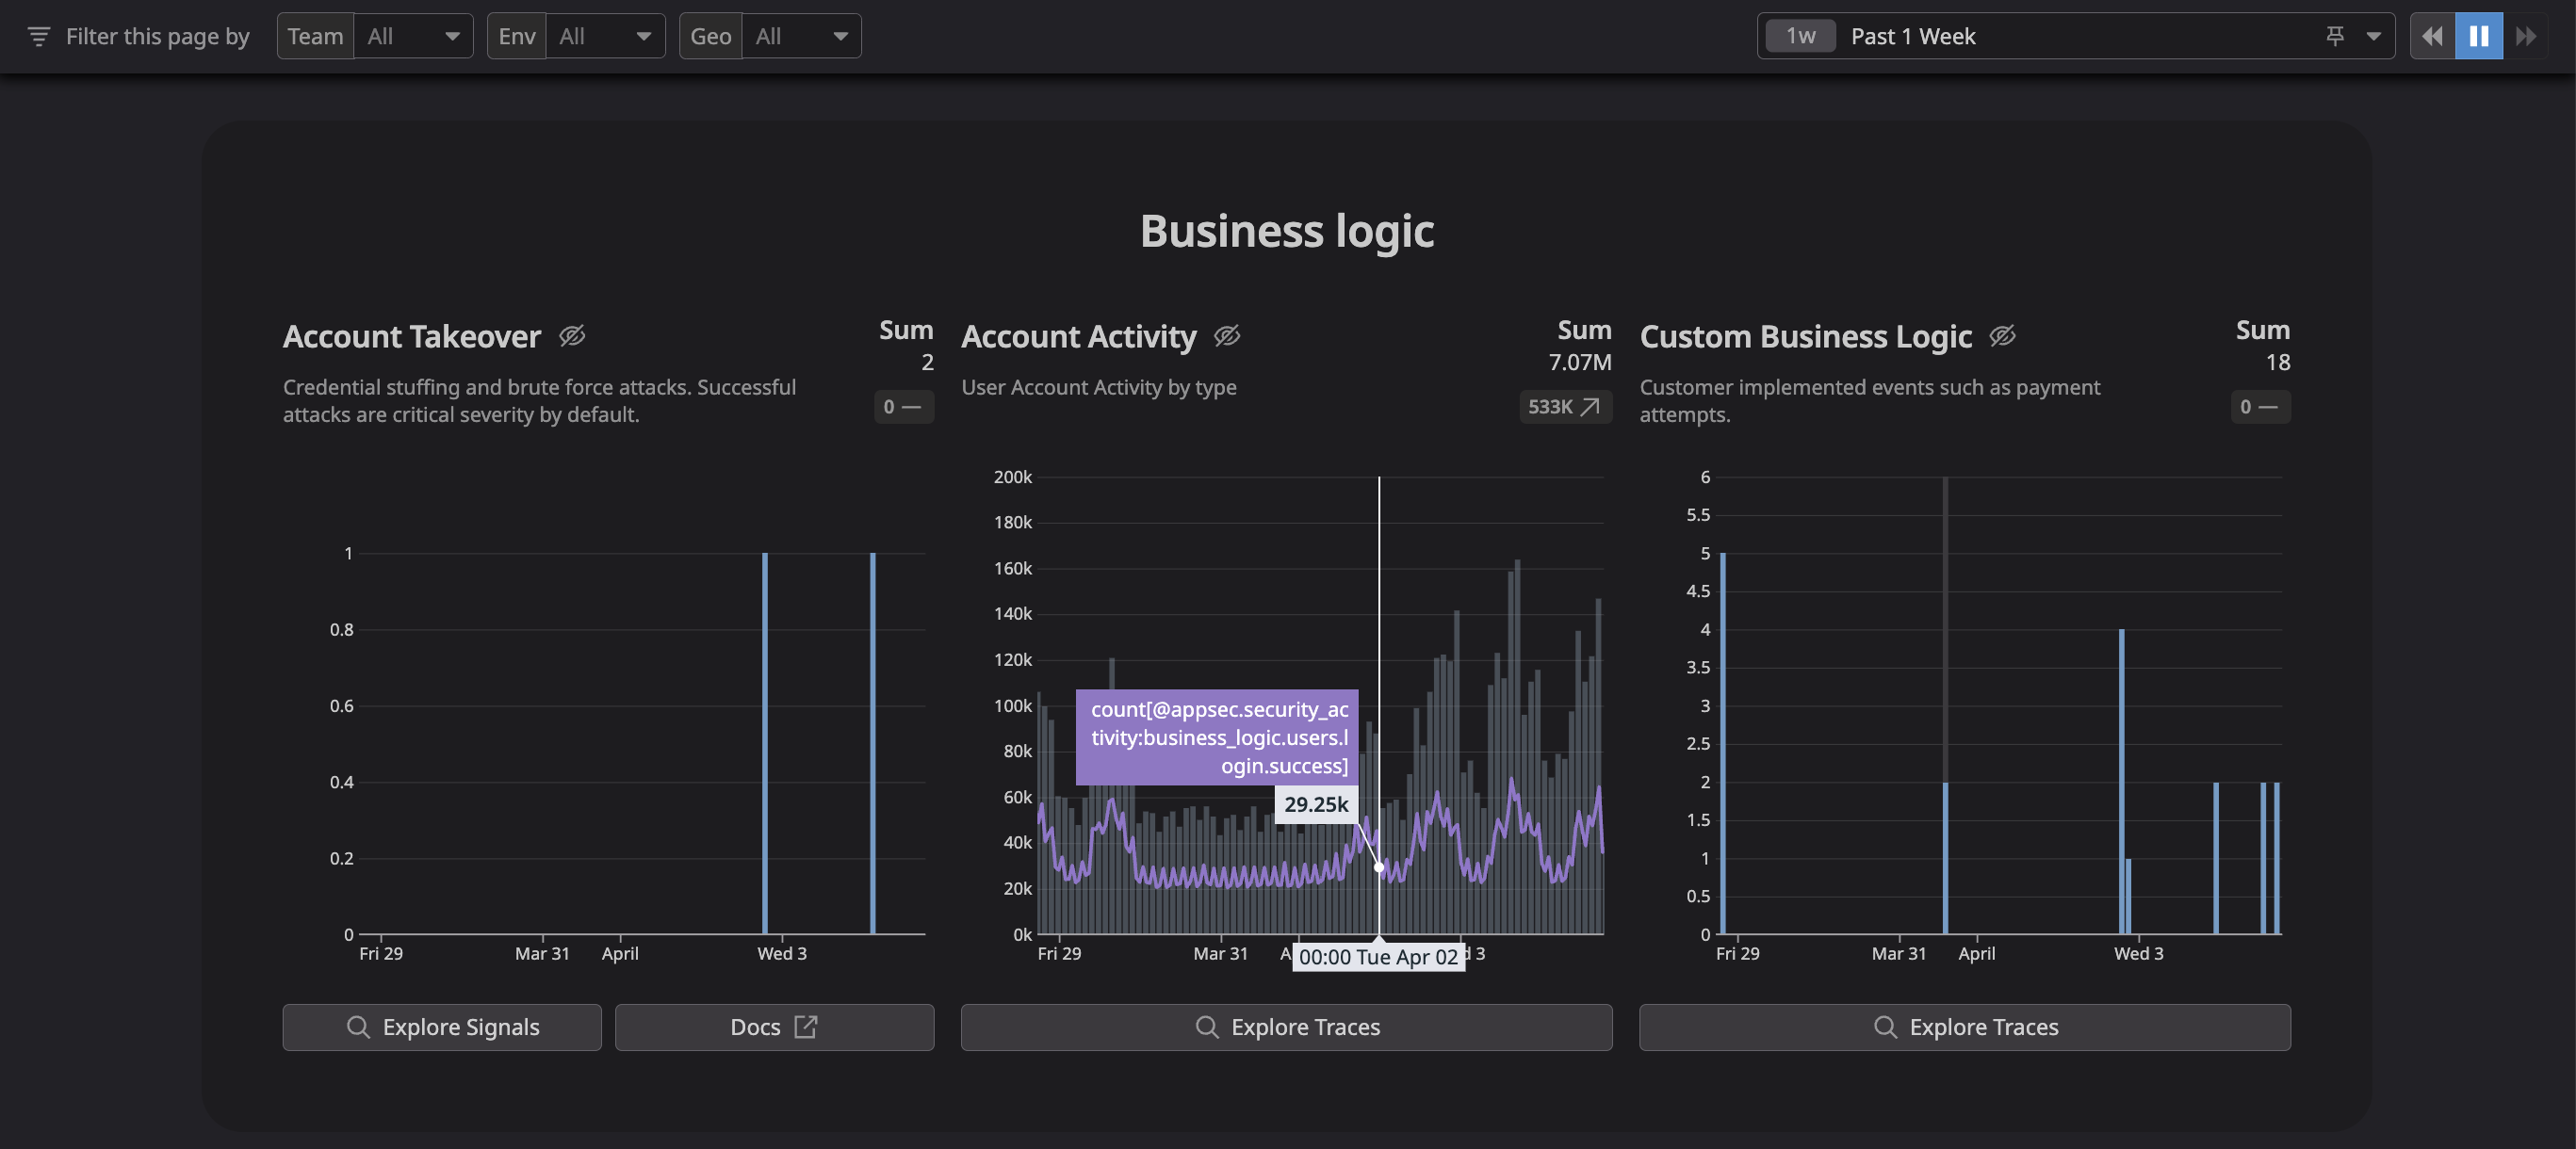 Filter this page by
Team All
Env All
Geo All
1w Past 1 Week
Business logic
Account Takeover
Sum
2
0 —
Credential stuffing and brute force attacks. Successful
attacks are critical severity by default.
1
0.8
0.6
0.4
0.2
0
Fri 29 Mar 31 April Wed 3
Explore Signals
Docs
Account Activity
Sum
7.07M
533K
User Account Activity by type
200k
180k
160k
140k
120k
100k
80k
60k
40k
20k
0k
count[@appsec.security_ac
tivity:business_logic.users.l
ogin.success]
29.25k
Fri 29 Mar 31 A 00:00 Tue Apr 02 d 3
Explore Traces
Custom Business Logic
Sum
18
0 —
Customer implemented events such as payment
attempts.
6
5.5
5
4.5
4
3.5
3
2.5
2
1.5
1
0.5
0
Fri 29 Mar 31 April Wed 3
Explore Traces